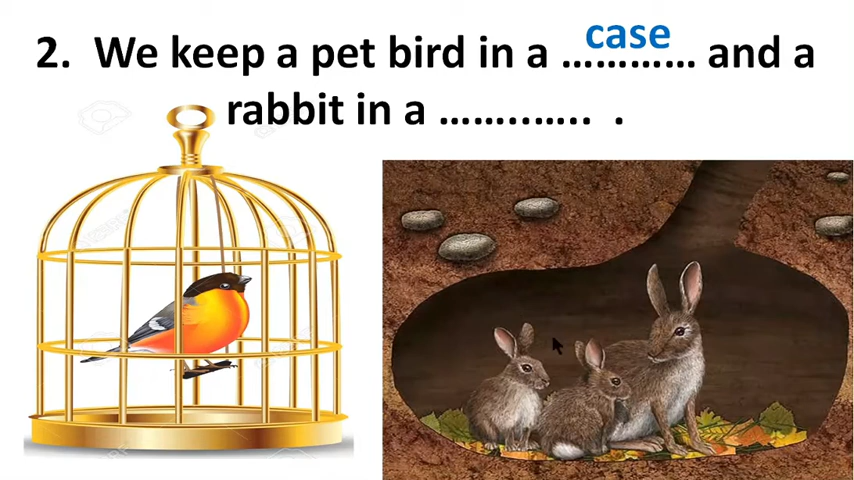 2. We keep a pet bird in a …case……… and a
rabbit in a ……..….. .